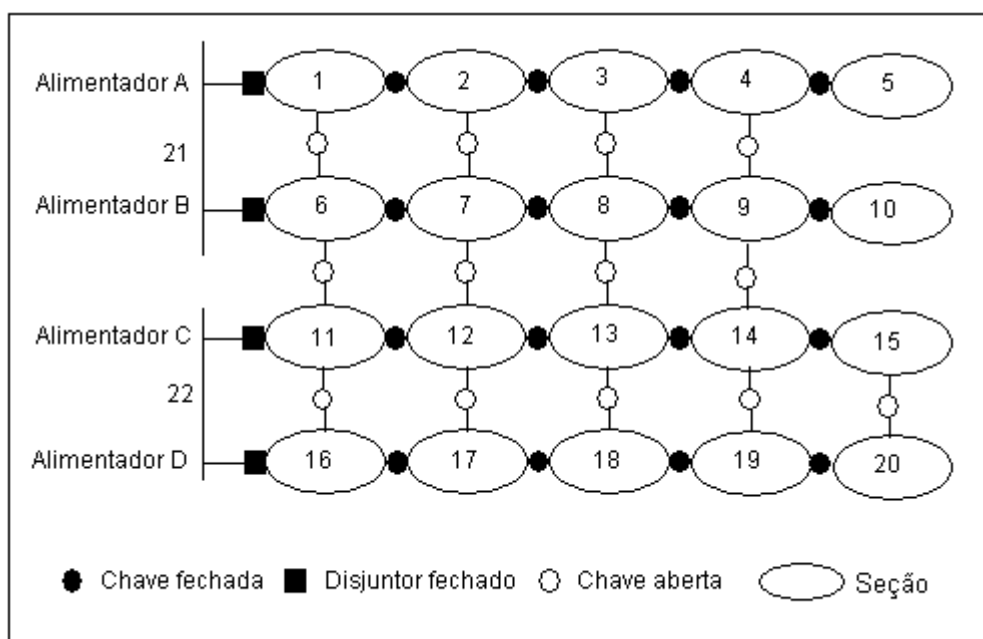 Alimentador A 1 2 3 4 5
21
Alimentador B 6 7 8 9 10
Alimentador C 11 12 13 14 15
22
Alimentador D 16 17 18 19 20
Chave fechada Disjuntor fechado Chave aberta Seção